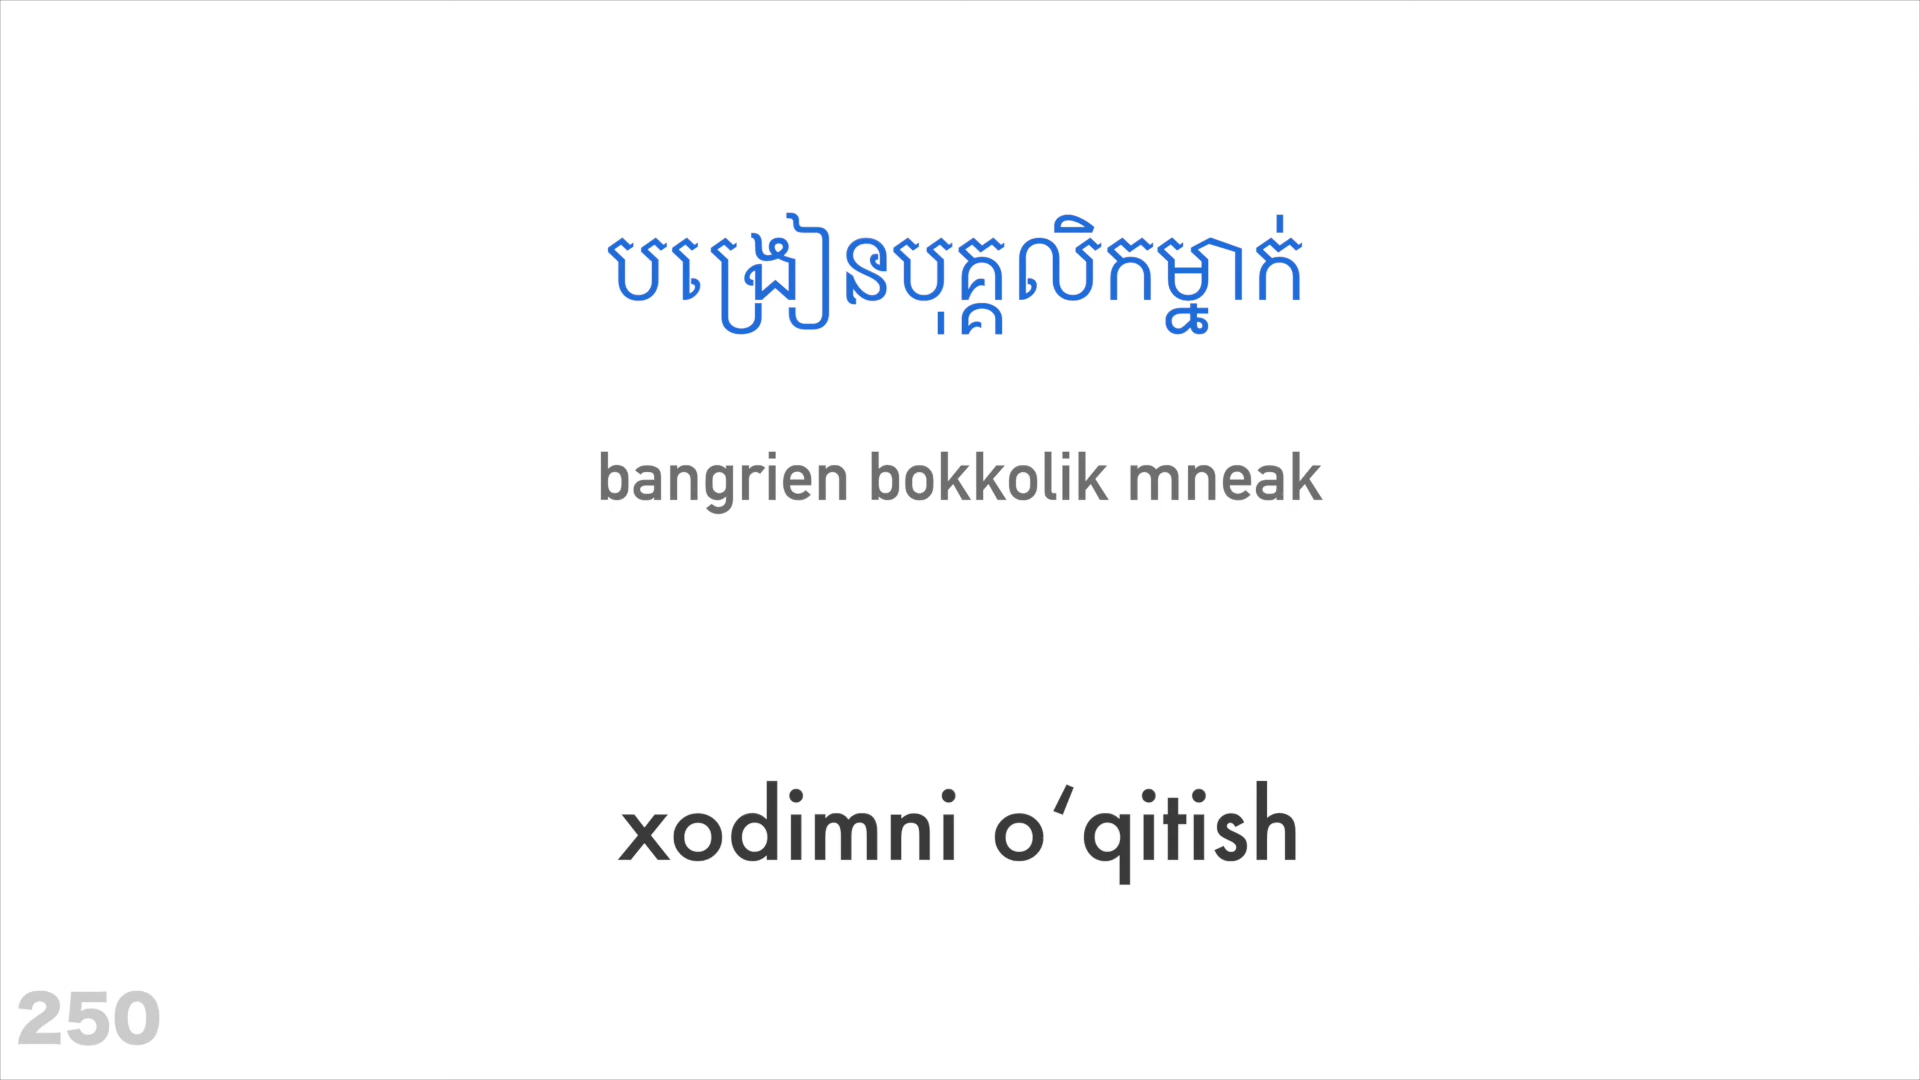 បង្រៀនបុគ្គលិកម្នាក់
bangrien bokkolik mneak
xodimni oʻqitish
250